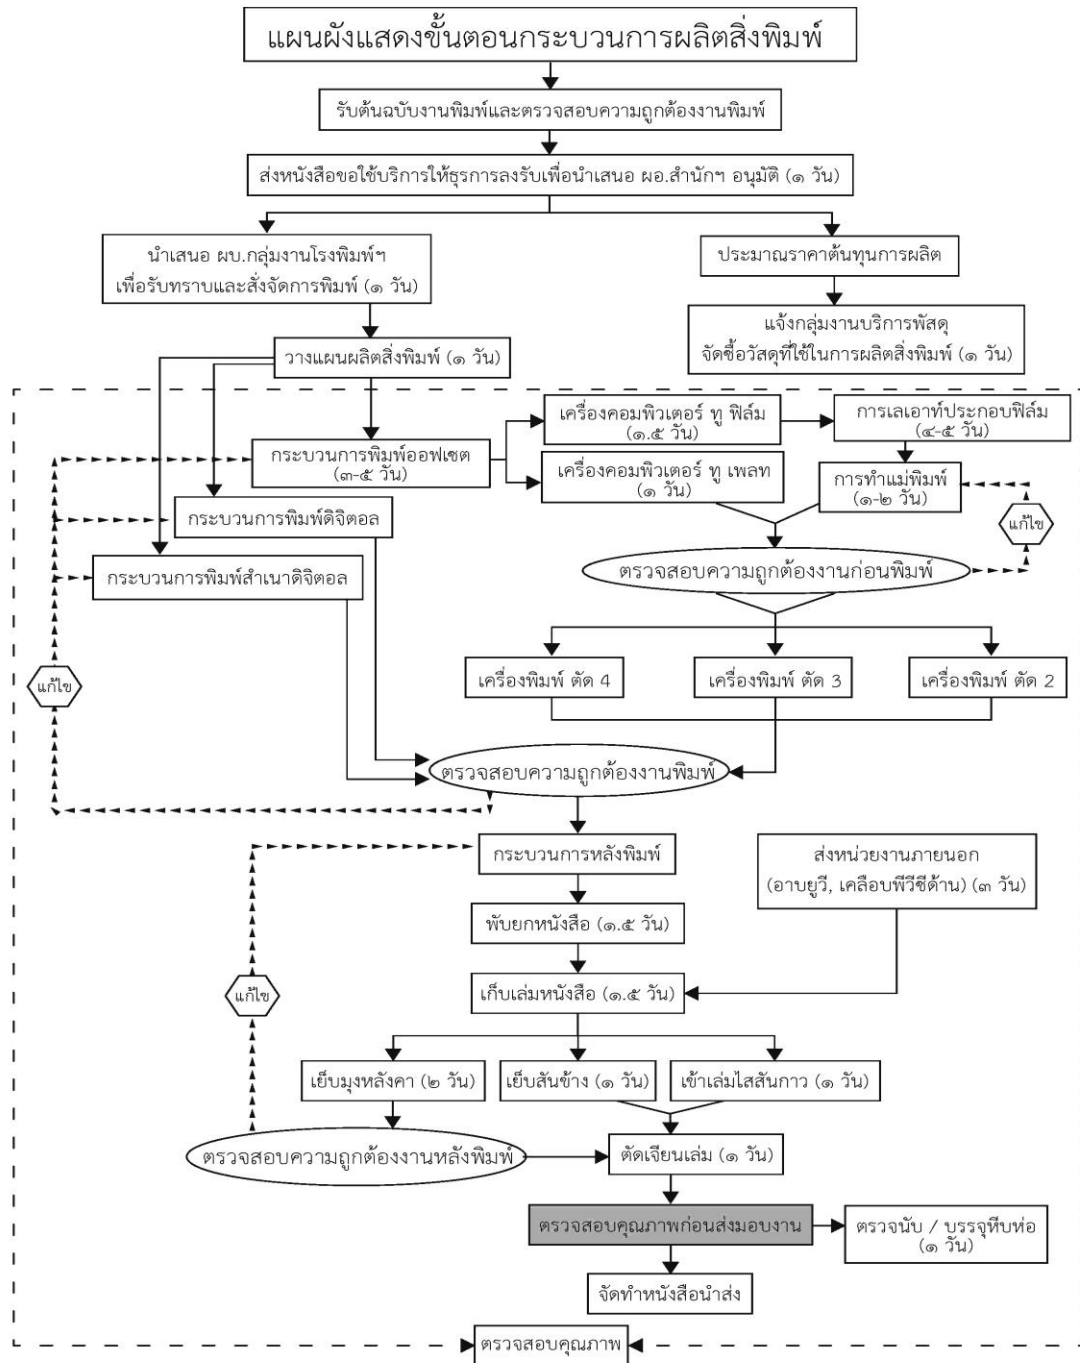 แผนผังแสดงขั้นตอนกระบวนการผลิตสิ่งพิมพ์
รับต้นฉบับงานพิมพ์และตรวจสอบความถูกต้องงานพิมพ์
ส่งหนังสือขอใช้บริการให้ธุรการลงรับเพื่อนำเสนอ ผอ.สำนักฯ อนุมัติ (๑ วัน)
นำเสนอ ผบ.กลุ่มงานโรงพิมพ์ฯ
เพื่อรับทราบและสั่งจัดการพิมพ์ (๑ วัน)
ประมาณราคาต้นทุนการผลิต
แจ้งกลุ่มงานบริการพัสดุ
จัดซื้อวัสดุที่ใช้ในการผลิตสิ่งพิมพ์ (๑ วัน)
วางแผนผลิตสิ่งพิมพ์ (๑ วัน)
กระบวนการพิมพ์ออฟเซต
(๓-๕ วัน)
เครื่องคอมพิวเตอร์ ทู ฟิล์ม
(๑.๕ วัน)
การเลเอาท์ประกอบฟิล์ม
(๔-๕ วัน)
เครื่องคอมพิวเตอร์ ทู เพลท
(๑ วัน)
การทำแม่พิมพ์
(๑-๒ วัน)
กระบวนการพิมพ์ดิจิตอล
แก้ไข
กระบวนการพิมพ์สำเนาดิจิตอล
ตรวจสอบความถูกต้องงานก่อนพิมพ์
แก้ไข
เครื่องพิมพ์ ตัด 4
เครื่องพิมพ์ ตัด 3
เครื่องพิมพ์ ตัด 2
ตรวจสอบความถูกต้องงานพิมพ์
กระบวนการหลังพิมพ์
ส่งหน่วยงานภายนอก
(อาบยูวี, เคลือบพีวีซีด้าน) (๓ วัน)
พับยกหนังสือ (๑.๕ วัน)
แก้ไข
เก็บเล่มหนังสือ (๑.๕ วัน)
เย็บมุงหลังคา (๒ วัน)
เย็บสันข้าง (๑ วัน)
เข้าเล่มไสสันกาว (๑ วัน)
ตรวจสอบความถูกต้องงานหลังพิมพ์
ตัดเจียนเล่ม (๑ วัน)
ตรวจสอบคุณภาพก่อนส่งมอบงาน
ตรวจนับ / บรรจุหีบห่อ
(๑ วัน)
จัดทำหนังสือนำส่ง
ตรวจสอบคุณภาพ